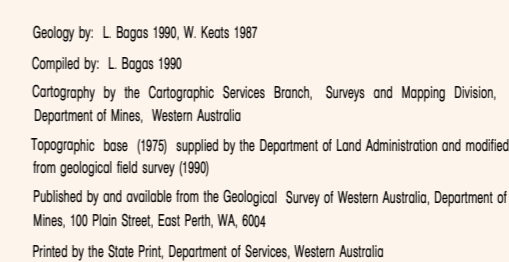 Geology by: L. Bagas 1990, W. Keats 1987
Compiled by: L. Bagas 1990
Cartography by the Cartographic Services Branch, Surveys and Mapping Division,
Department of Mines, Western Australia
Topographic base (1975) supplied by the Department of Land Administration and modified
from geological field survey (1990)
Published by and available from the Geological Survey of Western Australia, Department of
Mines, 100 Plain Street, East Perth, WA, 6004
Printed by the State Print, Department of Services, Western Australia